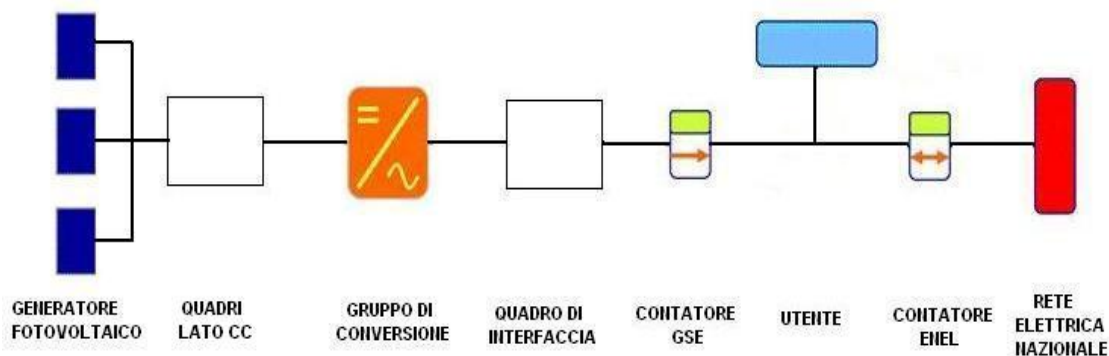 GENERATORE
FOTOVOLTAICO
QUADRI
LATO CC
GRUPPO DI
CONVERSIONE
QUADRO DI
INTERFACCIA
CONTATORE
GSE
UTENTE
CONTATORE
ENEL
RETE
ELETTRICA
NAZIONALE